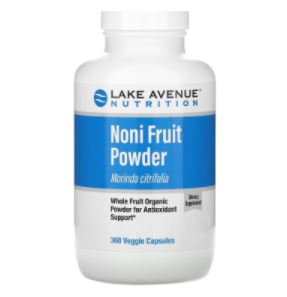 LAKE AVENUE™
NUTRITION
Noni Fruit
Powder
Morinda citrifolia
Whole Fruit Organic
Powder for Antioxidant
Support*
Dietary
Supplement
360 Veggie Capsules